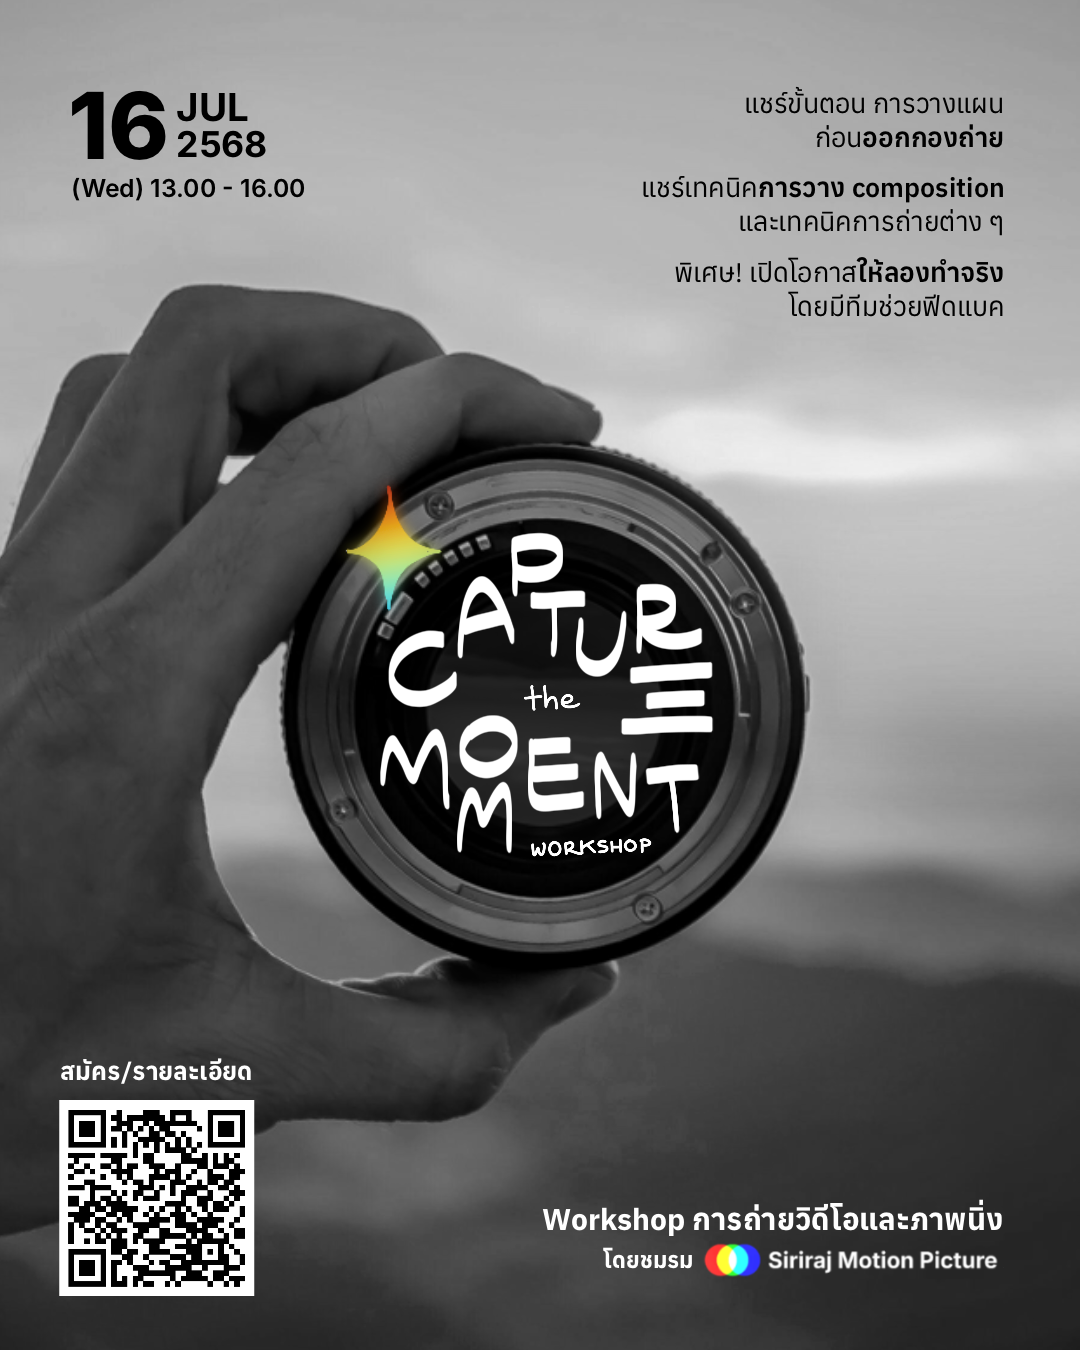 16 JUL
2568
(Wed) 13.00 - 16.00
แชร์ขั้นตอน การวางแผน
ก่อนออกกองถ่าย
แชร์เทคนิคการวาง composition
และเทคนิคการถ่ายต่าง ๆ
พิเศษ! เปิดโอกาสให้ลองทำจริง
โดยมีทีมช่วยฟีดแบค
CAPTURE
the
MOMENT
WORKSHOP
สมัคร/รายละเอียด
Workshop การถ่ายวิดีโอและภาพนิ่ง
โดยชมรม Siriraj Motion Picture